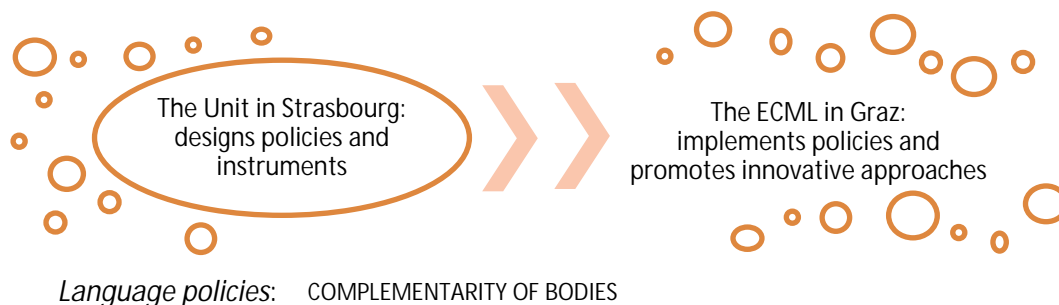 The Unit in Strasbourg:
designs policies and
instruments
The ECML in Graz:
implements policies and
promotes innovative approaches
Language policies: COMPLEMENTARITY OF BODIES